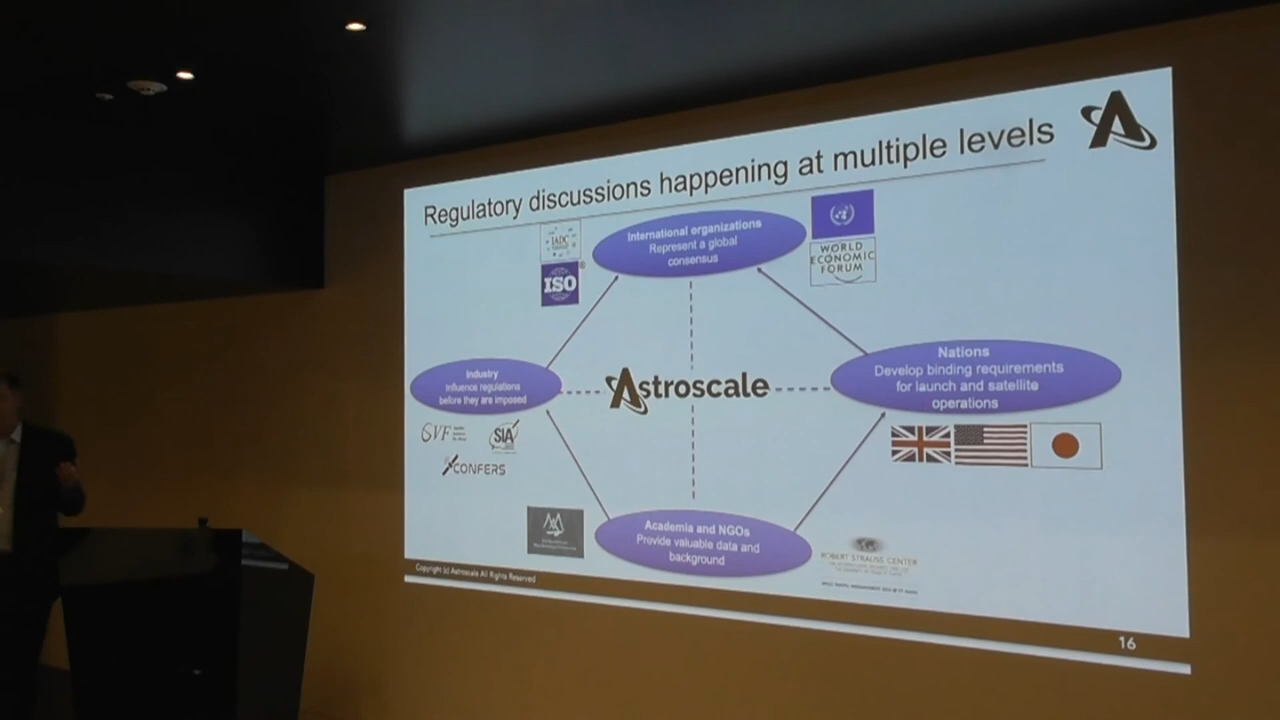 Regulatory discussions happening at multiple levels
International organizations
Represent a global
consensus
IADC
ISO
WORLD
ECONOMIC
FORUM
Industry
Influence regulations
before they are imposed
Astroscale
Nations
Develop binding requirements
for launch and satellite
operations
SVF
SIA
CONFERS
Academia and NGOs
Provide valuable data and
background
ROBERT STRAUSS CENTER
Copyright (c) Astroscale All Rights Reserved
16